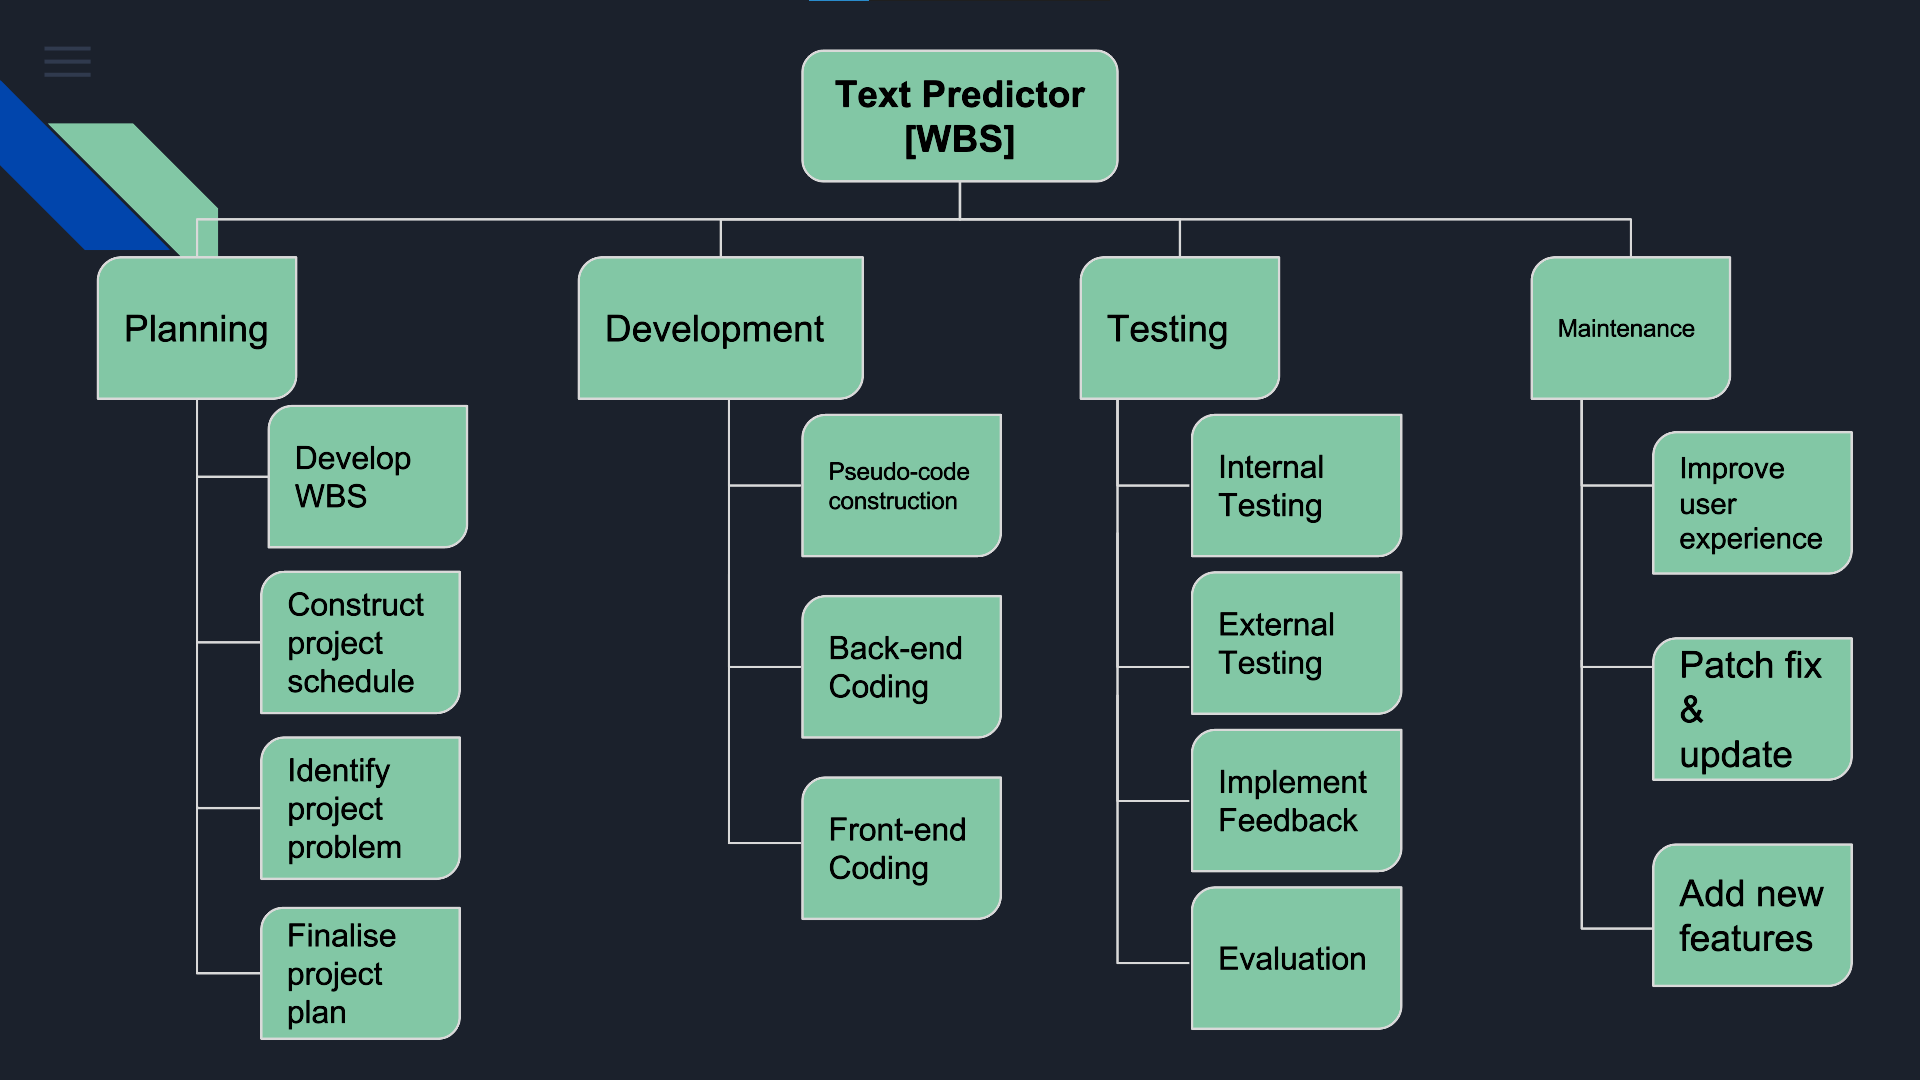 Text Predictor
[WBS]
Planning
Develop
WBS
Construct
project
schedule
Identify
project
problem
Finalise
project
plan
Development
Pseudo-code
construction
Back-end
Coding
Front-end
Coding
Testing
Internal
Testing
External
Testing
Implement
Feedback
Evaluation
Maintenance
Improve
user
experience
Patch fix
&
update
Add new
features